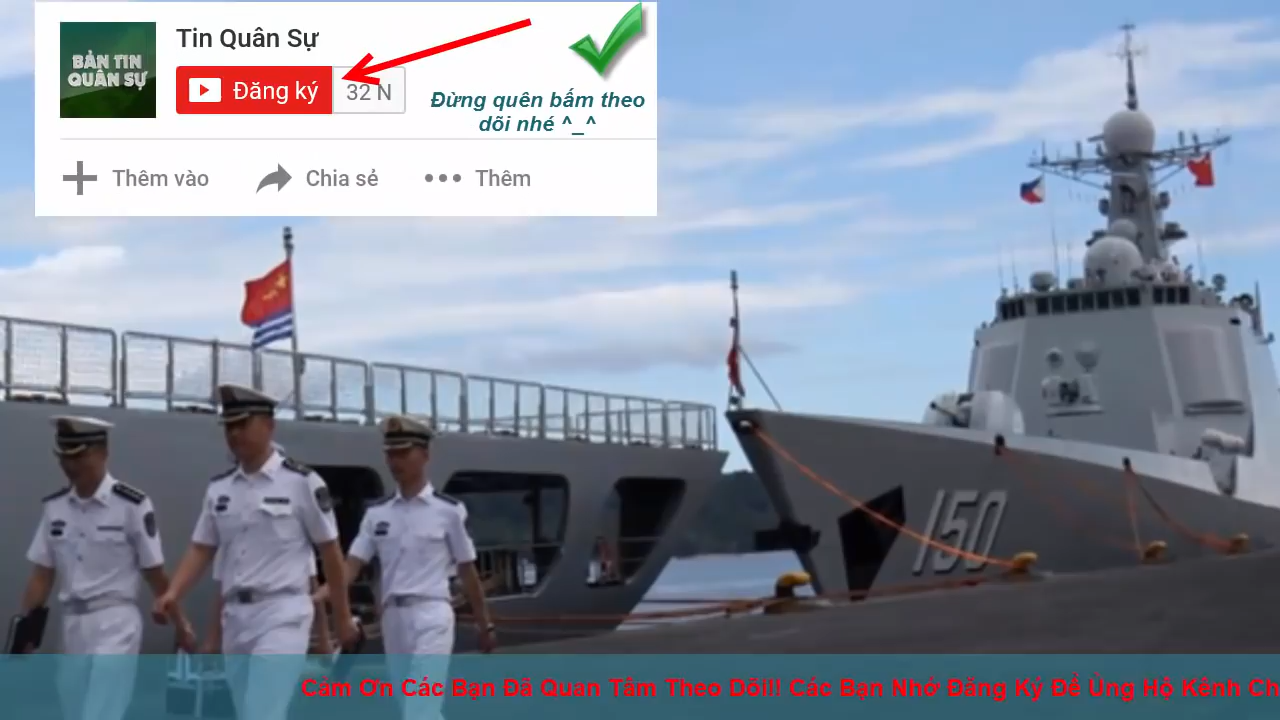 BẢN TIN
QUÂN SỰ
Tin Quân Sự
Đăng ký
32 N
Đừng quên bấm theo
dõi nhé ^_^
Thêm vào
Chia sẻ
Thêm
150
Cảm Ơn Các Bạn Đã Quan Tâm Theo Dõi!! Các Bạn Nhớ Đăng Ký Để Ủng Hộ Kênh Ch